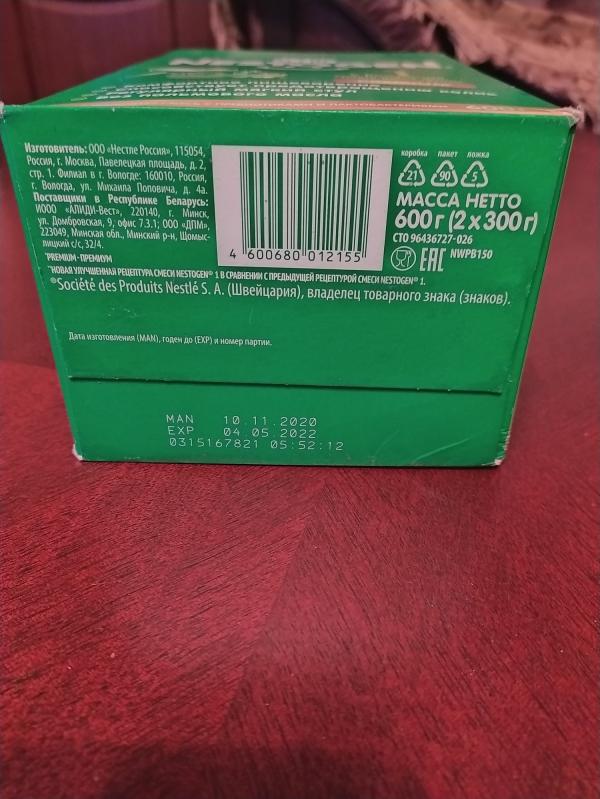 Изготовитель: ООО «Нестле Россия», 115054,
Россия, г. Москва, Павелецкая площадь, д. 2,
стр. 1. Филиал в г. Вологде: 160010, Россия,
г. Вологда, ул. Михаила Поповича, д. 4а.
Поставщики в Республике Беларусь:
ИООО «АЛИДИ-Вест», 220140, г. Минск,
ул. Домбровская, 9, офис 7.3.1; ООО «ДПМ»,
223049, Минская обл., Минский р-н, Щомыс-
лицкий с/с, 32/4.
4 600680 012155
коробка пакет ложка
21 90 5
МАССА НЕТТО
600 г (2 x 300 г)
СТО 96436727-026
EAC NWPB150
*PREMIUM - ПРЕМИУМ
*НОВАЯ УЛУЧШЕННАЯ РЕЦЕПТУРА СМЕСИ NESTOGEN® 1 В СРАВНЕНИИ С ПРЕДЫДУЩЕЙ РЕЦЕПТУРОЙ СМЕСИ NESTOGEN® 1.
®Société des Produits Nestlé S. A. (Швейцария), владелец товарного знака (знаков).
Дата изготовления (MAN), годен до (EXP) и номер партии.
MAN 10.11.2020
EXP 04.05.2022
0315167821 05:52:12